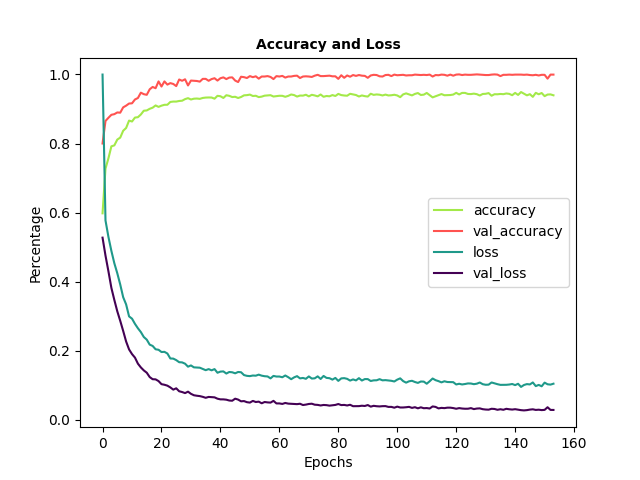 Accuracy and Loss
1.0
0.8
0.6
0.4
0.2
0.0
Percentage
accuracy
val_accuracy
loss
val_loss
0 20 40 60 80 100 120 140 160
Epochs